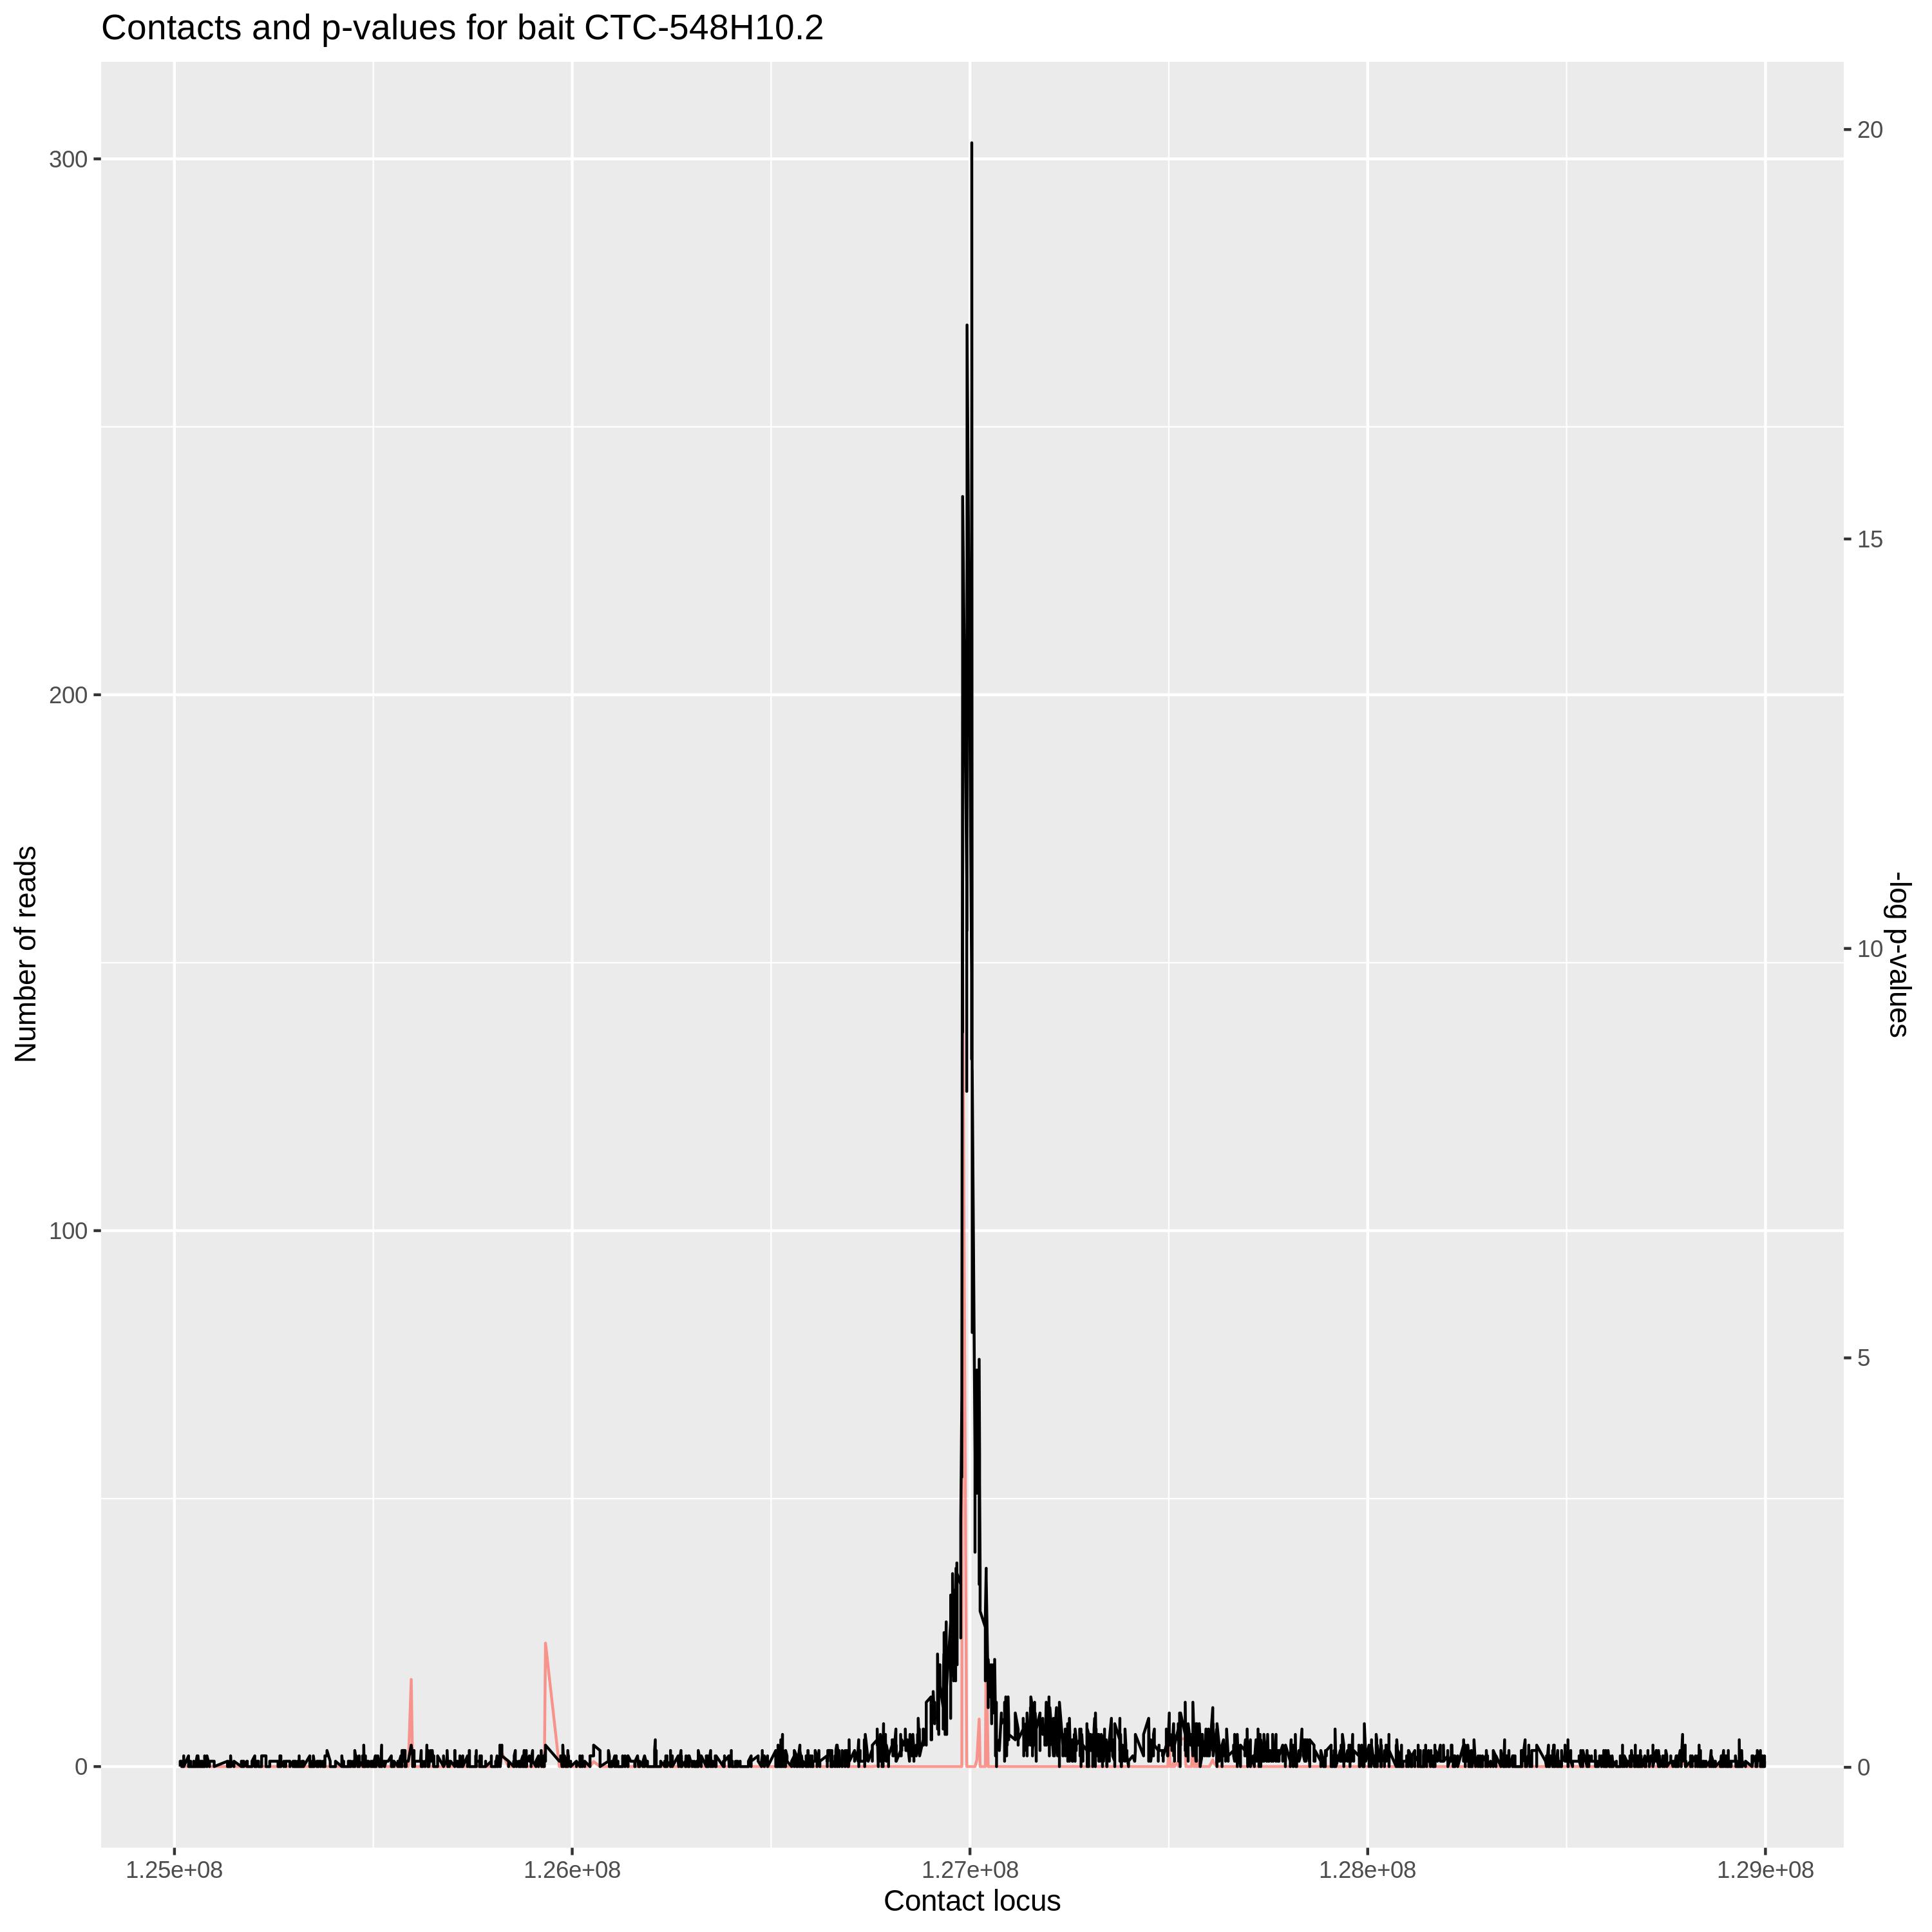 Contacts and p-values for bait CTC-548H10.2
300
200
100
0
Number of reads
20
15
10
5
0
-log p-values
1.25e+08 1.26e+08 1.27e+08 1.28e+08 1.29e+08
Contact locus